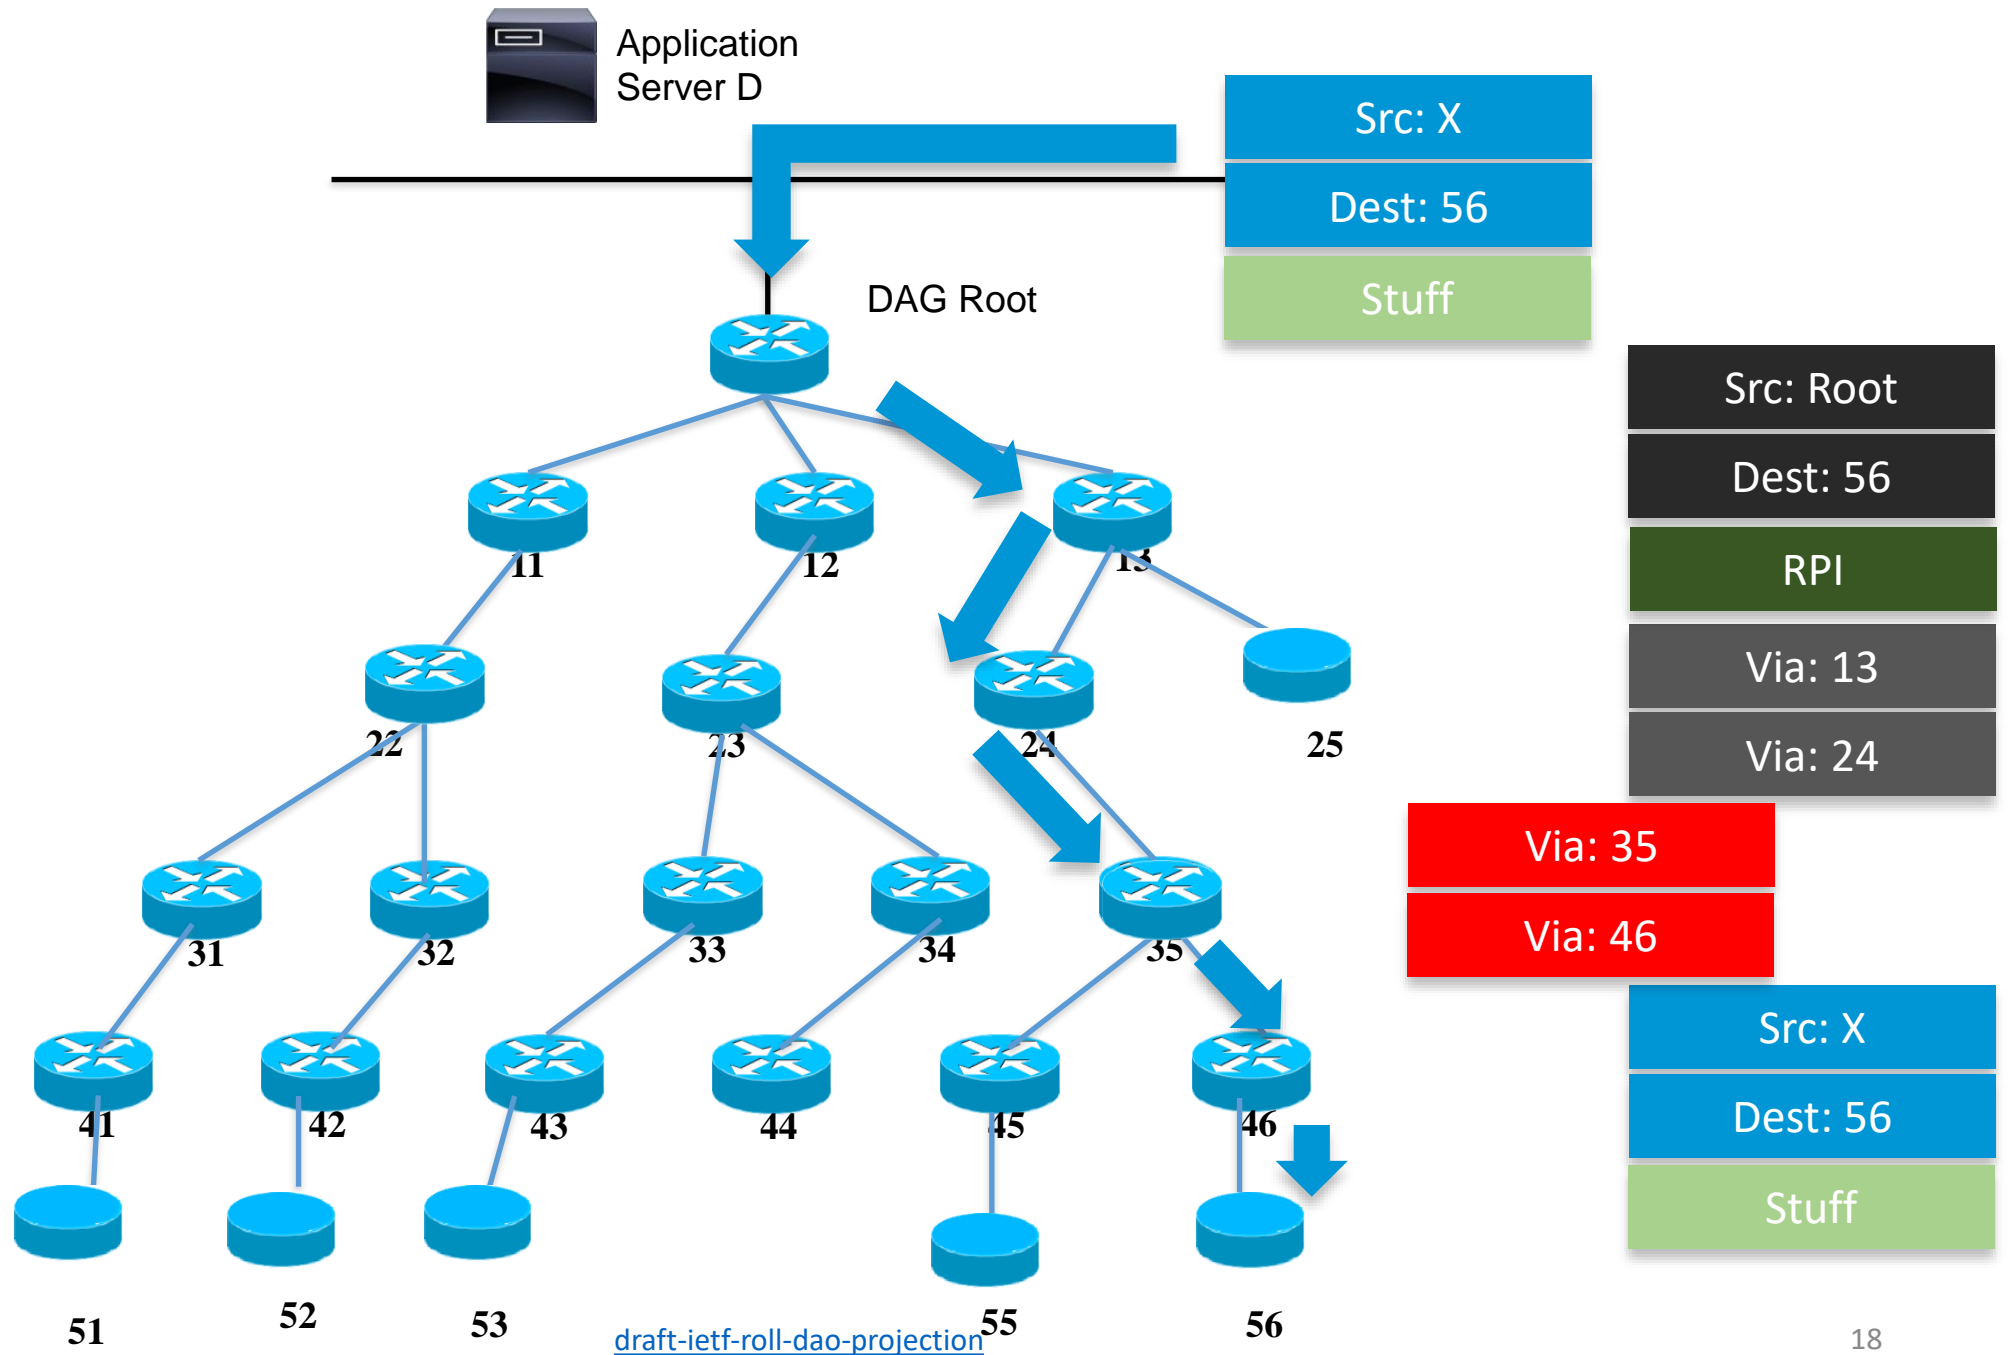 Application
Server D
Src: X
Dest: 56
Stuff
DAG Root
Src: Root
Dest: 56
RPI
Via: 13
Via: 24
Via: 35
Via: 46
Src: X
Dest: 56
Stuff
11
12
13
22
23
24
25
31
32
33
34
35
41
42
43
44
45
46
51
52
53
55
56
draft-ietf-roll-dao-projection
18